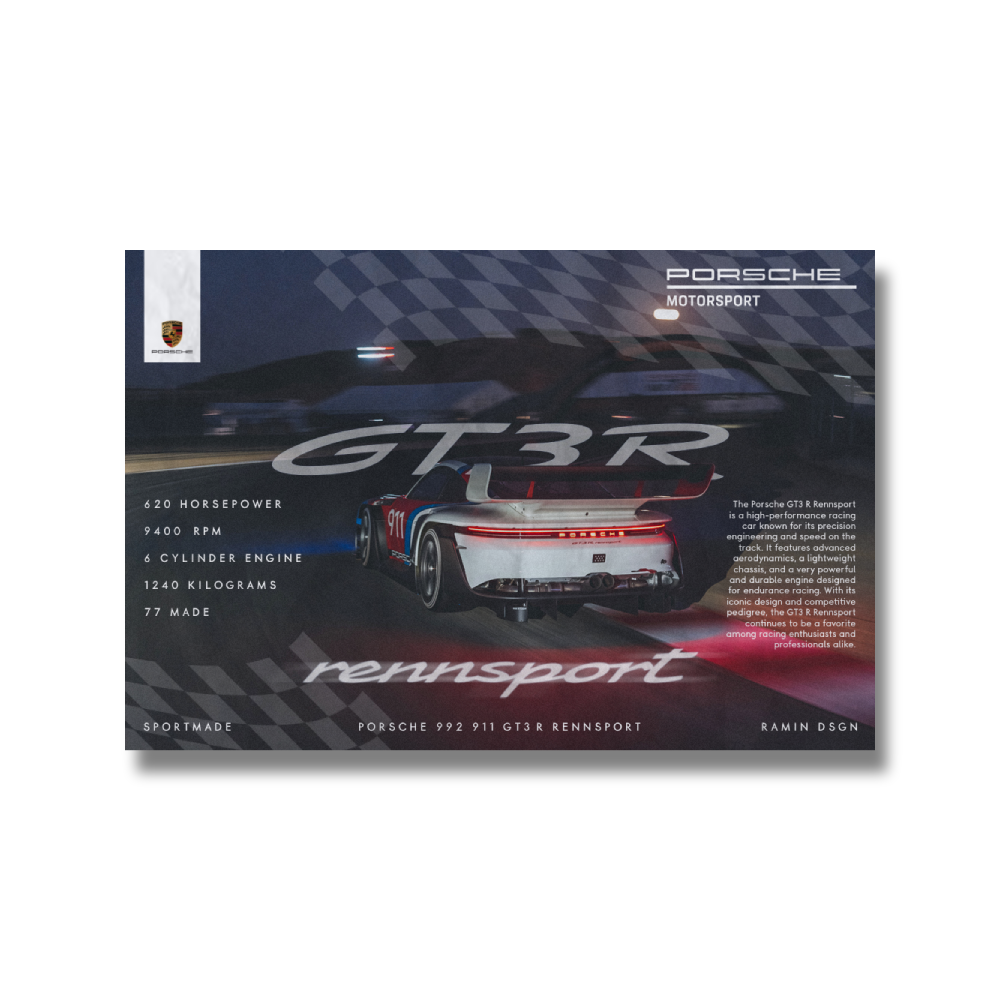 PORSCHE
MOTORSPORT
PORSCHE
GT3 R
620 HORSEPOWER
9400 RPM
6 CYLINDER ENGINE
1240 KILOGRAMS
77 MADE
911
PORSCHE
The Porsche GT3 R Rennsport
is a high-performance racing
car known for its precision
engineering and speed on the
track. It features advanced
aerodynamics, a lightweight
chassis, and a very powerful
and durable engine designed
for endurance racing. With its
iconic design and competitive
pedigree, the GT3 R Rennsport
continues to be a favorite
among racing enthusiasts and
professionals alike.
rennsport
SPORTMADE
PORSCHE 992 911 GT3 R RENNSPORT
RAMIN DSGN